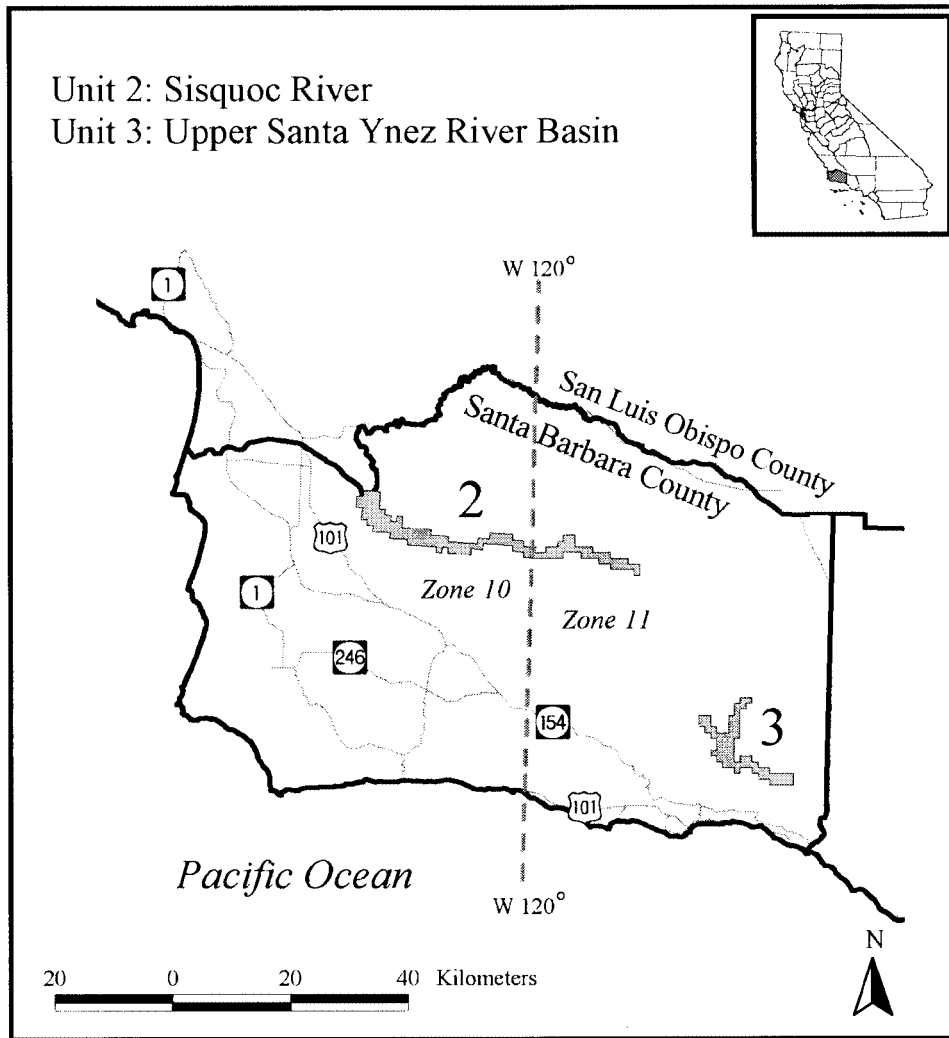 Unit 2: Sisquoc River
Unit 3: Upper Santa Ynez River Basin
W 120°
1
San Luis Obispo County
Santa Barbara County
2
101
Zone 10
1
Zone 11
246
154
3
101
Pacific Ocean
W 120°
N
20 0 20 40 Kilometers